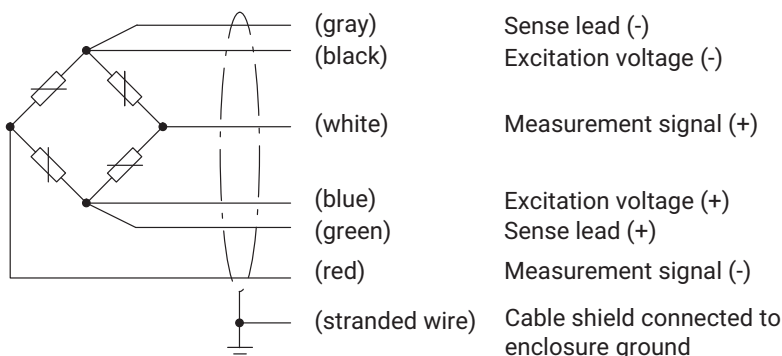 (gray) Sense lead (-)
(black) Excitation voltage (-)
(white) Measurement signal (+)
(blue) Excitation voltage (+)
(green) Sense lead (+)
(red) Measurement signal (-)
(stranded wire) Cable shield connected to
enclosure ground